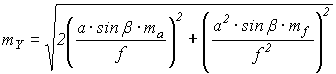 m_Y = √(2(a · sin β · m_a / f)² + (a² · sin β · m_f / f²)²)